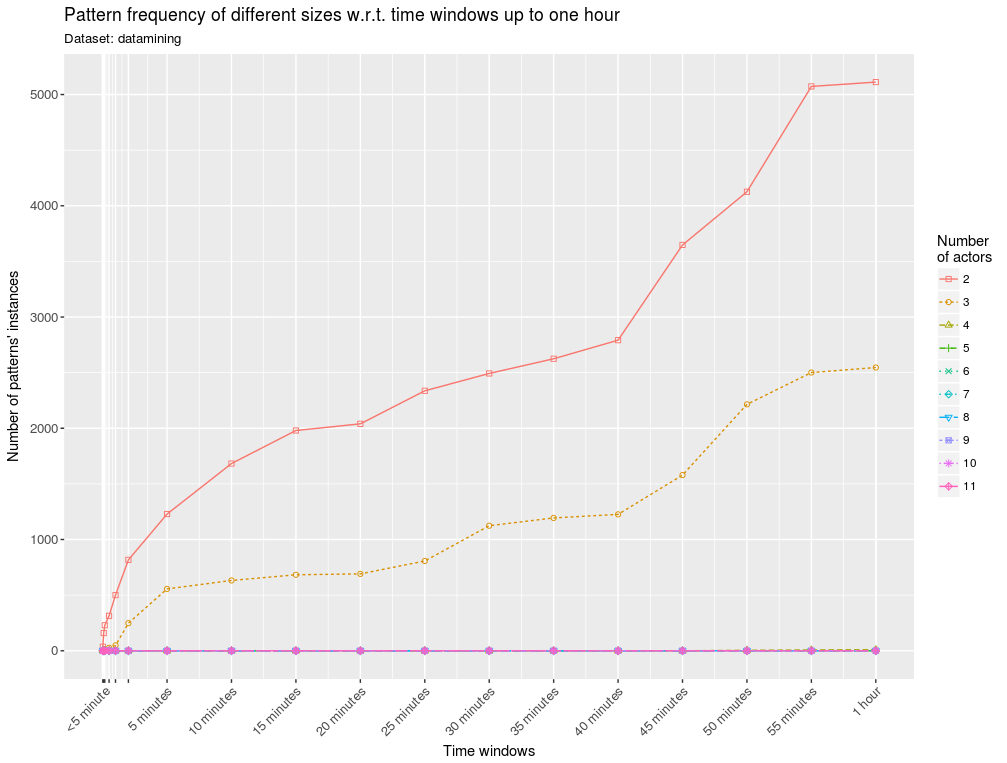 Pattern frequency of different sizes w.r.t. time windows up to one hour
Dataset: datamining
Number of patterns' instances
5000
4000
3000
2000
1000
0
<5 minute
5 minutes
10 minutes
15 minutes
20 minutes
25 minutes
30 minutes
35 minutes
40 minutes
45 minutes
50 minutes
55 minutes
1 hour
Time windows
Number
of actors
2
3
4
5
6
7
8
9
10
11